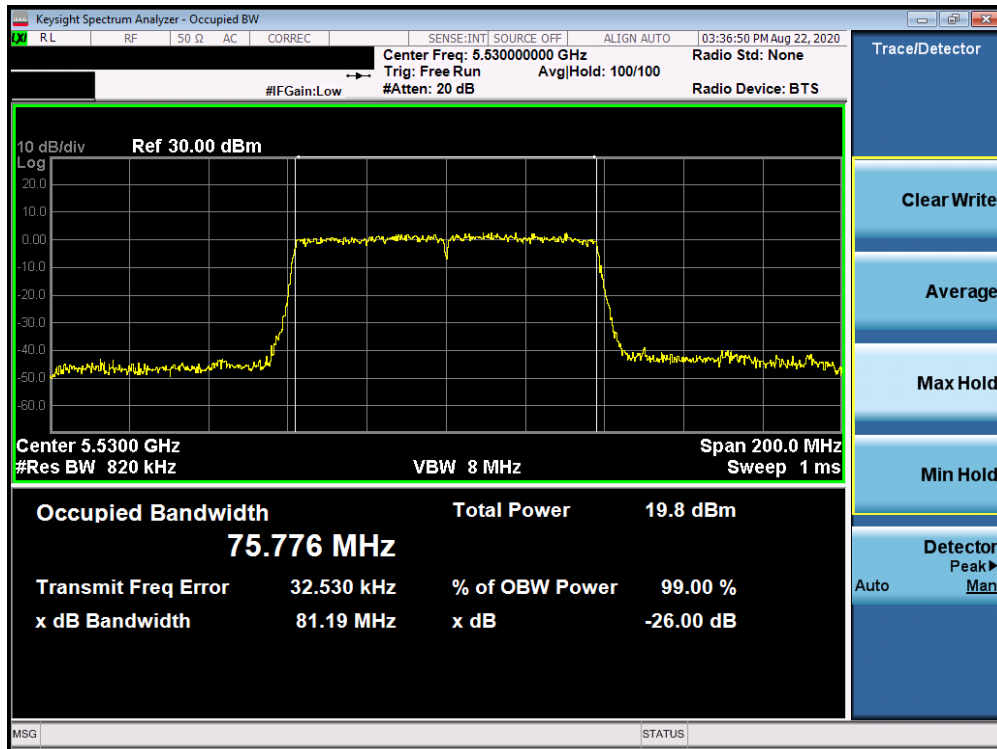 Keysight Spectrum Analyzer - Occupied BW
LXI RL RF 50 Ω AC CORREC SENSE:INT SOURCE OFF ALIGN AUTO 03:36:50 PM Aug 22, 2020
Center Freq: 5.530000000 GHz Radio Std: None
Trig: Free Run Avg|Hold: 100/100
#IFGain:Low #Atten: 20 dB Radio Device: BTS
10 dB/div Ref 30.00 dBm
Log
20.0
10.0
0.00
-10.0
-20.0
-30.0
-40.0
-50.0
-60.0
Center 5.5300 GHz Span 200.0 MHz
#Res BW 820 kHz VBW 8 MHz Sweep 1 ms
Occupied Bandwidth Total Power 19.8 dBm
75.776 MHz
Transmit Freq Error 32.530 kHz % of OBW Power 99.00 %
x dB Bandwidth 81.19 MHz x dB -26.00 dB
MSG STATUS
Trace/Detector
Clear Write
Average
Max Hold
Min Hold
Detector
Peak▶
Auto Man